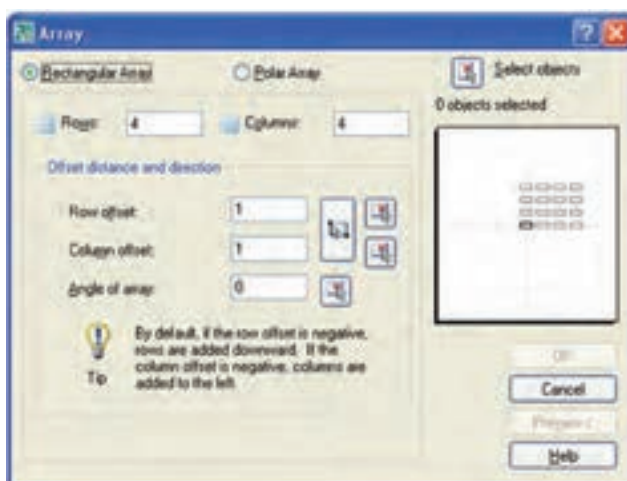 Array
Rectangular Array
Polar Array
Select objects
0 objects selected
Rows: 4
Columns: 4
Offset distance and direction
Row offset: 1
Column offset: 1
Angle of array: 0
By default, if the row offset is negative,
rows are added downward. If the
column offset is negative, columns are
added to the left.
Tip
OK
Cancel
Preview <
Help